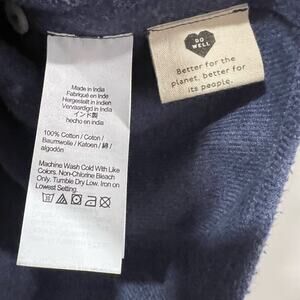 Made in India
Fabriqué en Inde
Hergestellt in Indien
Vervaardigd in India
インド製
hecho en India
100% Cotton / Coton /
Baumwolle / Katoen / 綿 /
algodón
Machine Wash Cold With Like
Colors. Non-Chlorine Bleach
Only. Tumble Dry Low. Iron on
Lowest Setting.
DO
WELL
Better for the
planet, better for
its people.